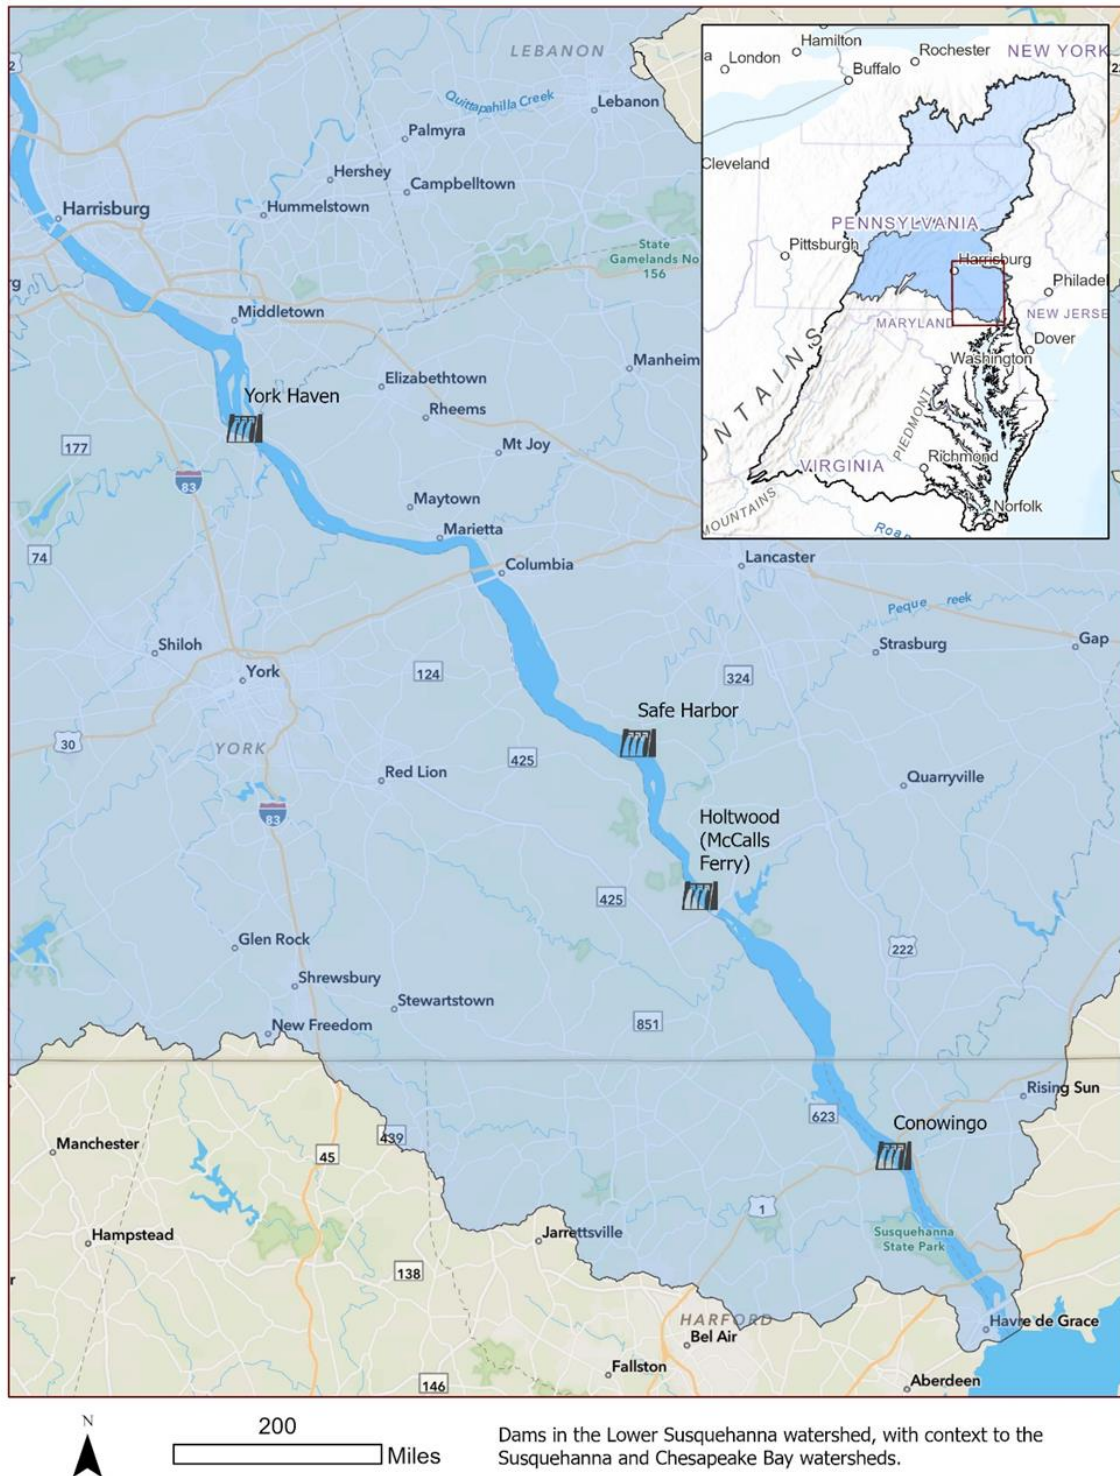 LEBANON
2
Quittapahilla Creek
Lebanon
Palmyra
Hershey
Campbelltown
Hummelstown
Harrisburg
State
Gamelands No
156
rg
Middletown
Manheim
Elizabethtown
York Haven
Rheems
177
Mt Joy
83
Maytown
Marietta
74
Columbia
Lancaster
Peque
reek
Shiloh
Strasburg
Gap
York
124
324
Safe Harbor
30
YORK
425
Red Lion
Quarryville
83
Holtwood
(McCalls
Ferry)
425
Glen Rock
222
Shrewsbury
Stewartstown
New Freedom
851
Rising Sun
623
Conowingo
Manchester
439
45
1
Hampstead
Jarrettsville
Susquehanna
State Park
r
138
HARFORD
Havre de Grace
Bel Air
Fallston
146
Aberdeen
Hamilton
a
London
Rochester
NEW YORK
Buffalo
22
Cleveland
PENNSYLVANIA
Pittsburgh
Harrisburg
Philadel
NEW JERSE
MARYLAND
Dover
Washington
UNTAINS
PIEDMONT
Richmond
VIRGINIA
Norfolk
MOUNTAINS
Roan
N
200
Miles
Dams in the Lower Susquehanna watershed, with context to the
Susquehanna and Chesapeake Bay watersheds.